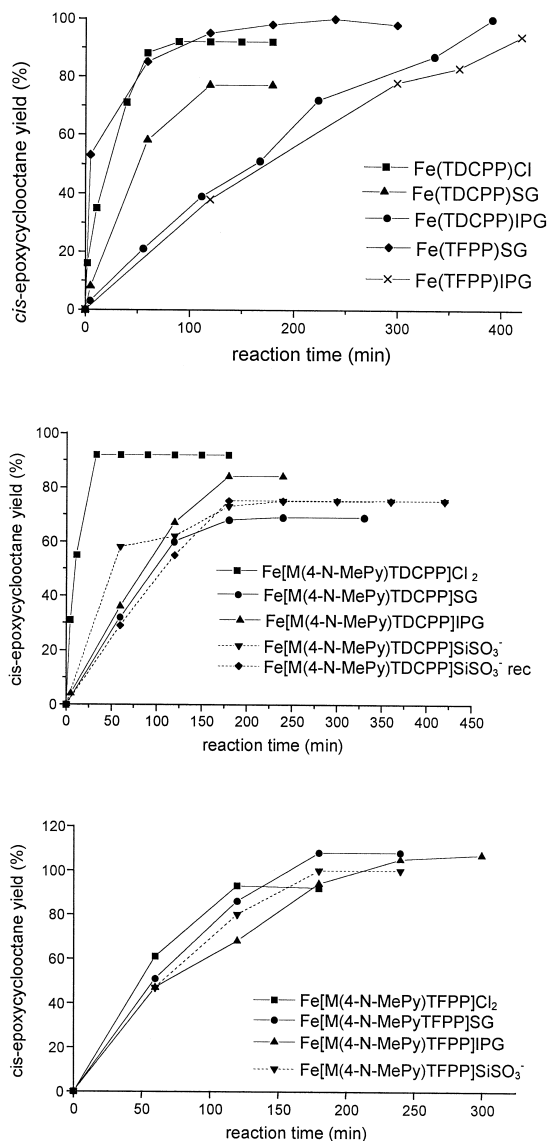 cis-epoxycyclooctane yield (%)
100
80
60
40
20
0
Fe(TDCPP)Cl
Fe(TDCPP)SG
Fe(TDCPP)IPG
Fe(TFPP)SG
Fe(TFPP)IPG
0 100 200 300 400
reaction time (min)
cis-epoxycyclooctane yield (%)
100
80
60
40
20
0
Fe[M(4-N-MePy)TDCPP]Cl₂
Fe[M(4-N-MePy)TDCPP]SG
Fe[M(4-N-MePy)TDCPP]IPG
Fe[M(4-N-MePy)TDCPP]SiSO₃⁻
Fe[M(4-N-MePy)TDCPP]SiSO₃⁻ rec
0 50 100 150 200 250 300 350 400 450
reaction time (min)
cis-epoxycyclooctane yield (%)
120
100
80
60
40
20
0
Fe[M(4-N-MePy)TFPP]Cl₂
Fe[M(4-N-MePyTFPP]SG
Fe[M(4-N-MePy)TFPP]IPG
Fe[M(4-N-MePy)TFPP]SiSO₃⁻
0 50 100 150 200 250 300
reaction time (min)